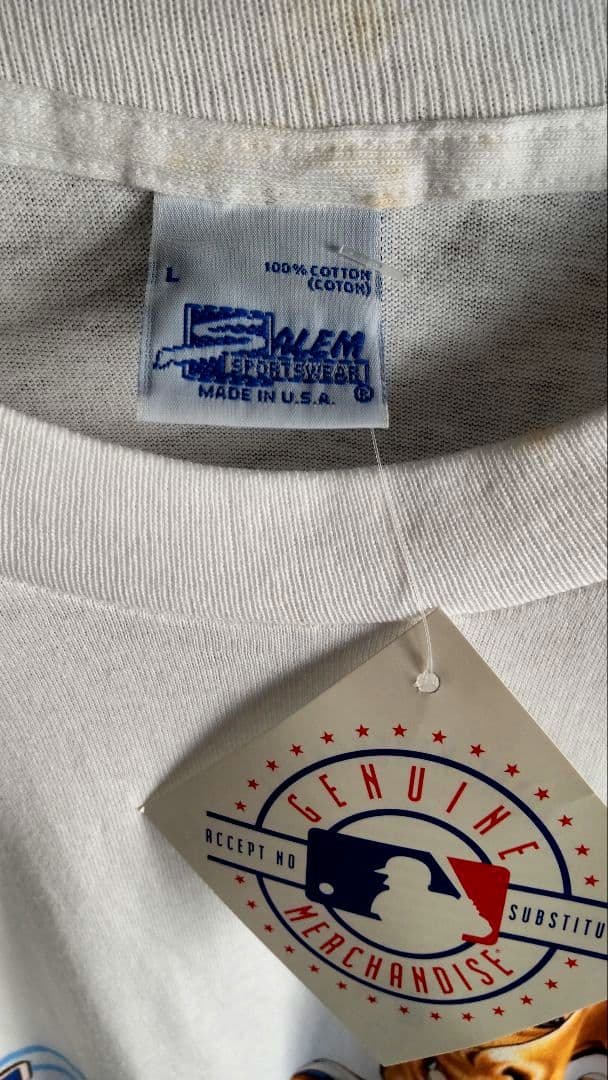 L
100% COTTON
(COTON)
SALEM
SPORTSWEAR
MADE IN U.S.A. ®
GENUINE
ACCEPT NO
SUBSTITU
MERCHANDISE